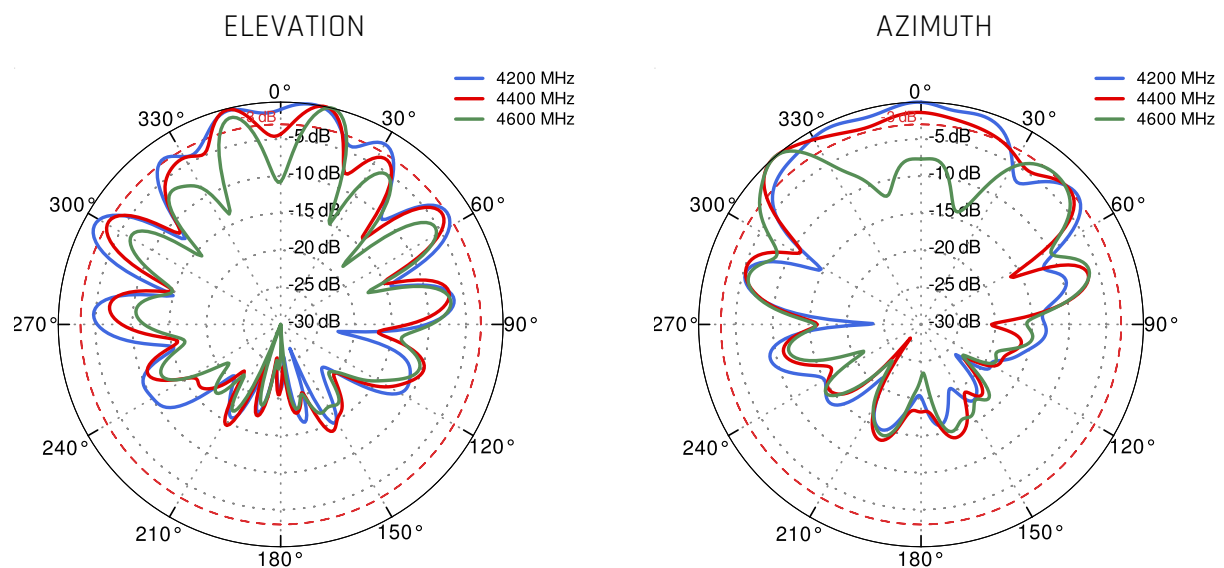 ELEVATION
4200 MHz
4400 MHz
4600 MHz
0°
330°
30°
-3 dB
-5 dB
-10 dB
300°
-15 dB
60°
-20 dB
-25 dB
270°
-30 dB
90°
240°
120°
210°
150°
180°
AZIMUTH
4200 MHz
4400 MHz
4600 MHz
0°
330°
30°
-3 dB
-5 dB
-10 dB
300°
-15 dB
60°
-20 dB
-25 dB
270°
-30 dB
90°
240°
120°
210°
150°
180°